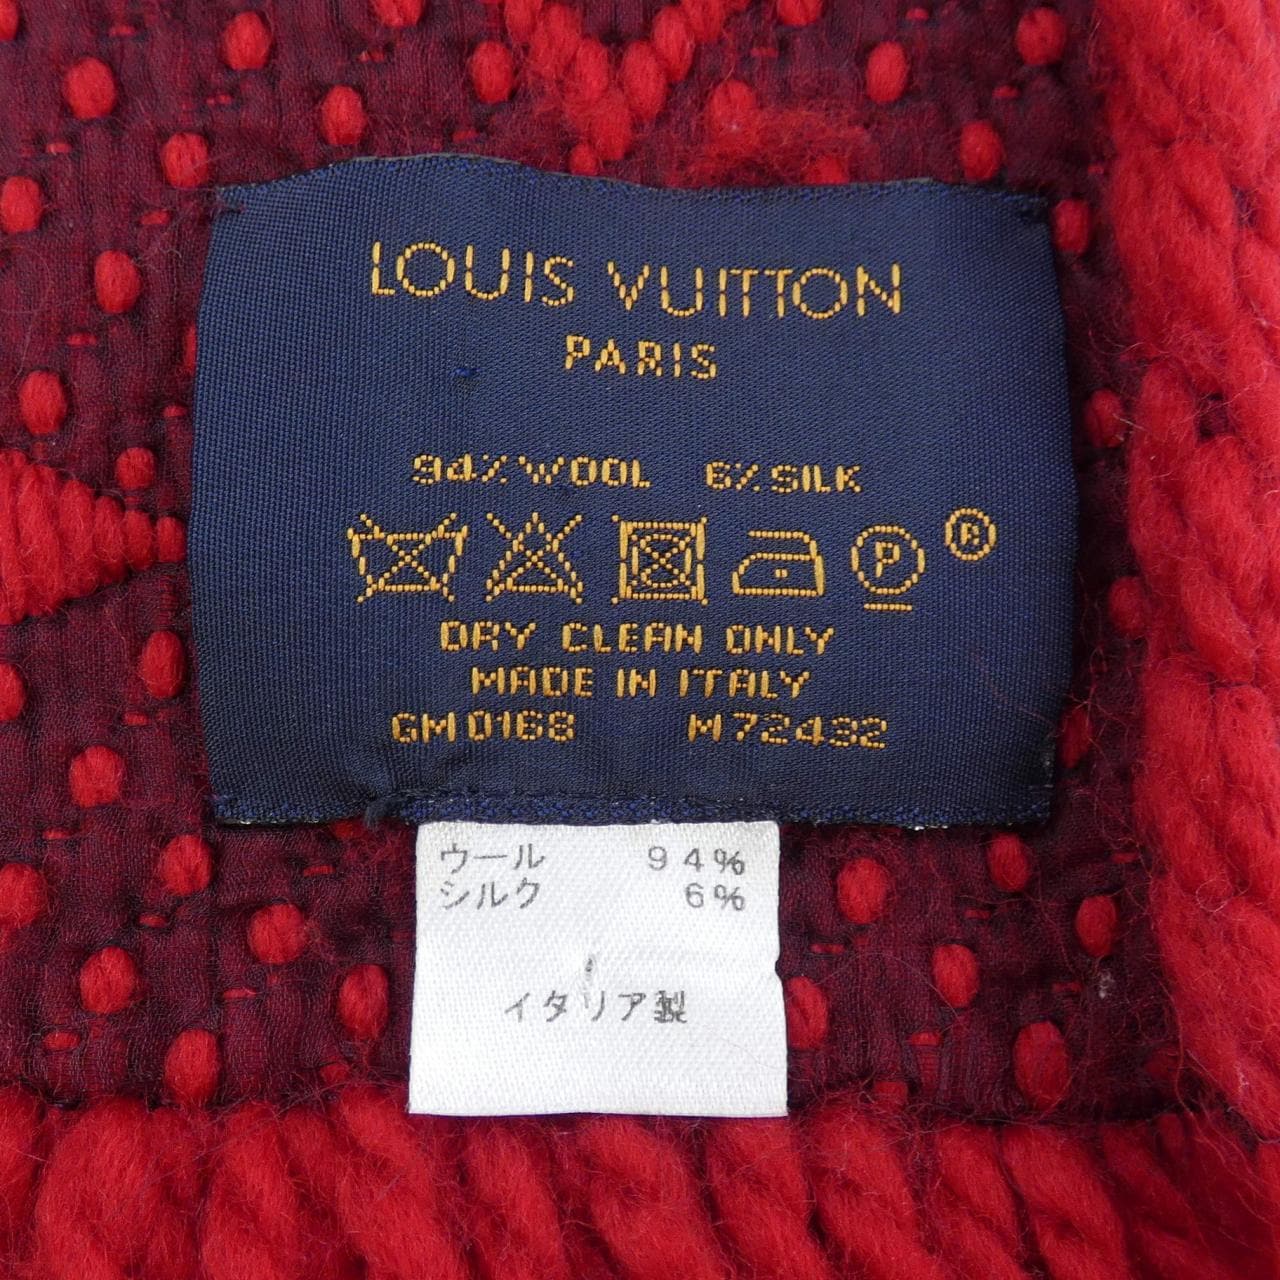 LOUIS VUITTON
PARIS
94% WOOL 6% SILK
P ®
DRY CLEAN ONLY
MADE IN ITALY
GM0168 M72432
ウール 94%
シルク 6%
イタリア製